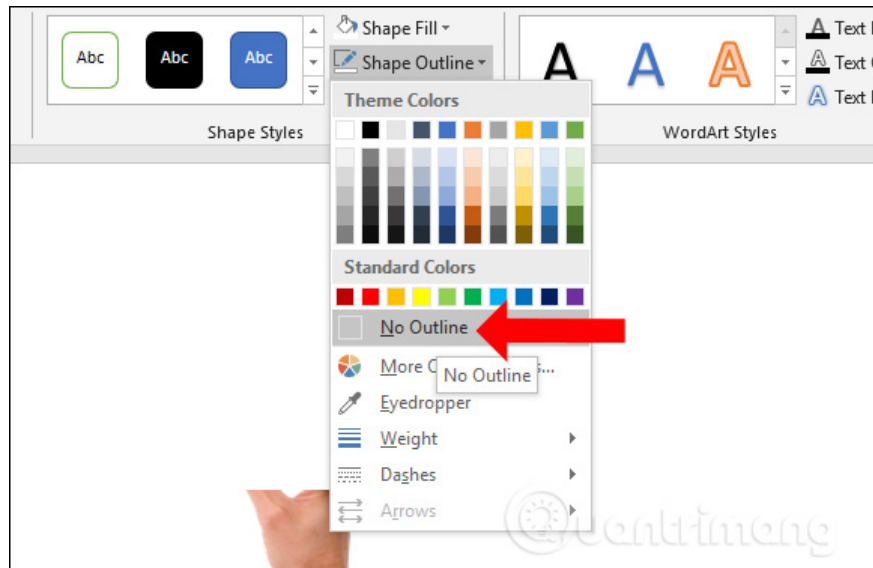 Shape Fill
Text
Abc Abc Abc
Shape Outline
A A A
Text
Text
Theme Colors
Shape Styles
WordArt Styles
Standard Colors
No Outline
More
No Outline
...
Eyedropper
Weight
Dashes
Arrows
Quantrimang